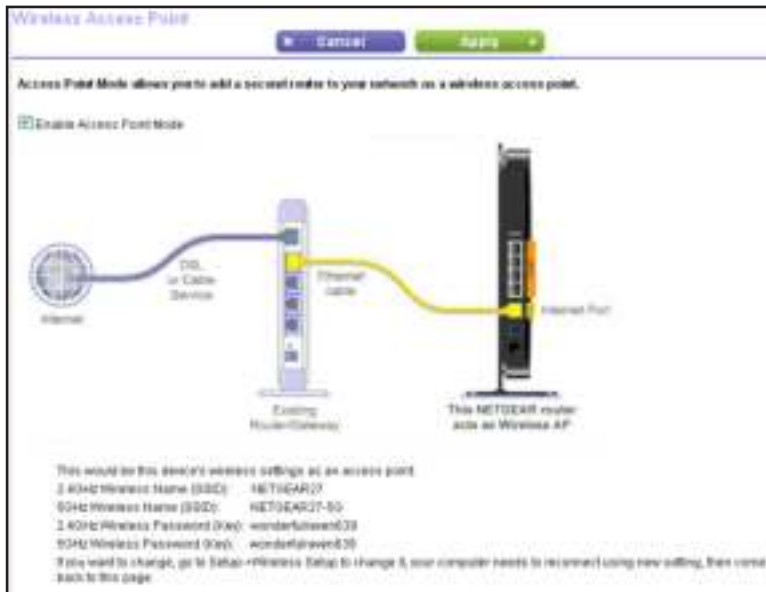 Wireless Access Point
Cancel
Apply
Access Point Mode allows you to add a second router to your network as a wireless access point.
Enable Access Point Mode
DSL
or Cable
Service
Ethernet
cable
Internet
Internet Port
Existing
Router/Gateway
This NETGEAR router
acts as Wireless AP
This would be this device's wireless settings as an access point
2.4GHz Wireless Name (SSID): NETGEAR27
5GHz Wireless Name (SSID): NETGEAR27-5G
2.4GHz Wireless Password (Key):
5GHz Wireless Password (Key):
If you want to change, go to Setup->Wireless Setup to change it, your computer needs to reconnect using new setting, then come
back to this page